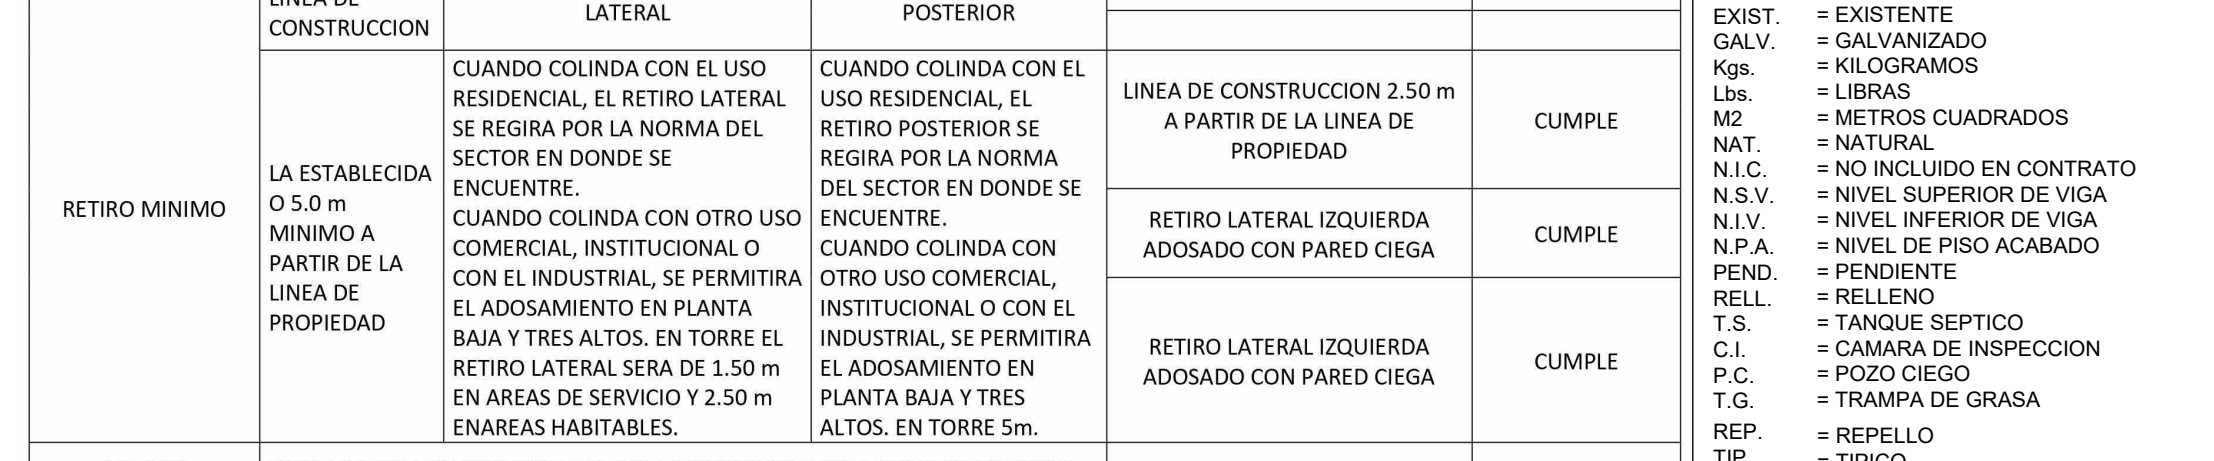 LINEA DE
CONSTRUCCION
LATERAL
POSTERIOR
RETIRO MINIMO
LA ESTABLECIDA
O 5.0 m
MINIMO A
PARTIR DE LA
LINEA DE
PROPIEDAD
CUANDO COLINDA CON EL USO
RESIDENCIAL, EL RETIRO LATERAL
SE REGIRA POR LA NORMA DEL
SECTOR EN DONDE SE
ENCUENTRE.
CUANDO COLINDA CON OTRO USO
COMERCIAL, INSTITUCIONAL O
CON EL INDUSTRIAL, SE PERMITIRA
EL ADOSAMIENTO EN PLANTA
BAJA Y TRES ALTOS. EN TORRE EL
RETIRO LATERAL SERA DE 1.50 m
EN AREAS DE SERVICIO Y 2.50 m
ENAREAS HABITABLES.
CUANDO COLINDA CON EL
USO RESIDENCIAL, EL
RETIRO POSTERIOR SE
REGIRA POR LA NORMA
DEL SECTOR EN DONDE SE
ENCUENTRE.
CUANDO COLINDA CON
OTRO USO COMERCIAL,
INSTITUCIONAL O CON EL
INDUSTRIAL, SE PERMITIRA
EL ADOSAMIENTO EN
PLANTA BAJA Y TRES
ALTOS. EN TORRE 5m.
LINEA DE CONSTRUCCION 2.50 m
A PARTIR DE LA LINEA DE
PROPIEDAD
CUMPLE
RETIRO LATERAL IZQUIERDA
ADOSADO CON PARED CIEGA
CUMPLE
RETIRO LATERAL IZQUIERDA
ADOSADO CON PARED CIEGA
CUMPLE
EXIST. = EXISTENTE
GALV. = GALVANIZADO
Kgs. = KILOGRAMOS
Lbs. = LIBRAS
M2 = METROS CUADRADOS
NAT. = NATURAL
N.I.C. = NO INCLUIDO EN CONTRATO
N.S.V. = NIVEL SUPERIOR DE VIGA
N.I.V. = NIVEL INFERIOR DE VIGA
N.P.A. = NIVEL DE PISO ACABADO
PEND. = PENDIENTE
RELL. = RELLENO
T.S. = TANQUE SEPTICO
C.I. = CAMARA DE INSPECCION
P.C. = POZO CIEGO
T.G. = TRAMPA DE GRASA
REP. = REPELLO
TIP. = TIPICO